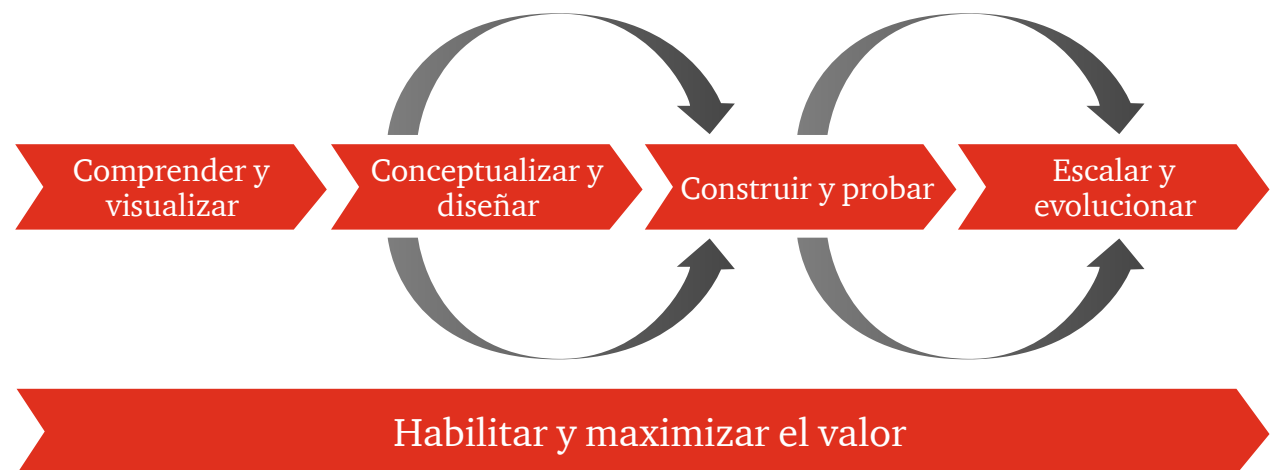 Comprender y
visualizar
Conceptualizar y
diseñar
Construir y probar
Escalar y
evolucionar
Habilitar y maximizar el valor